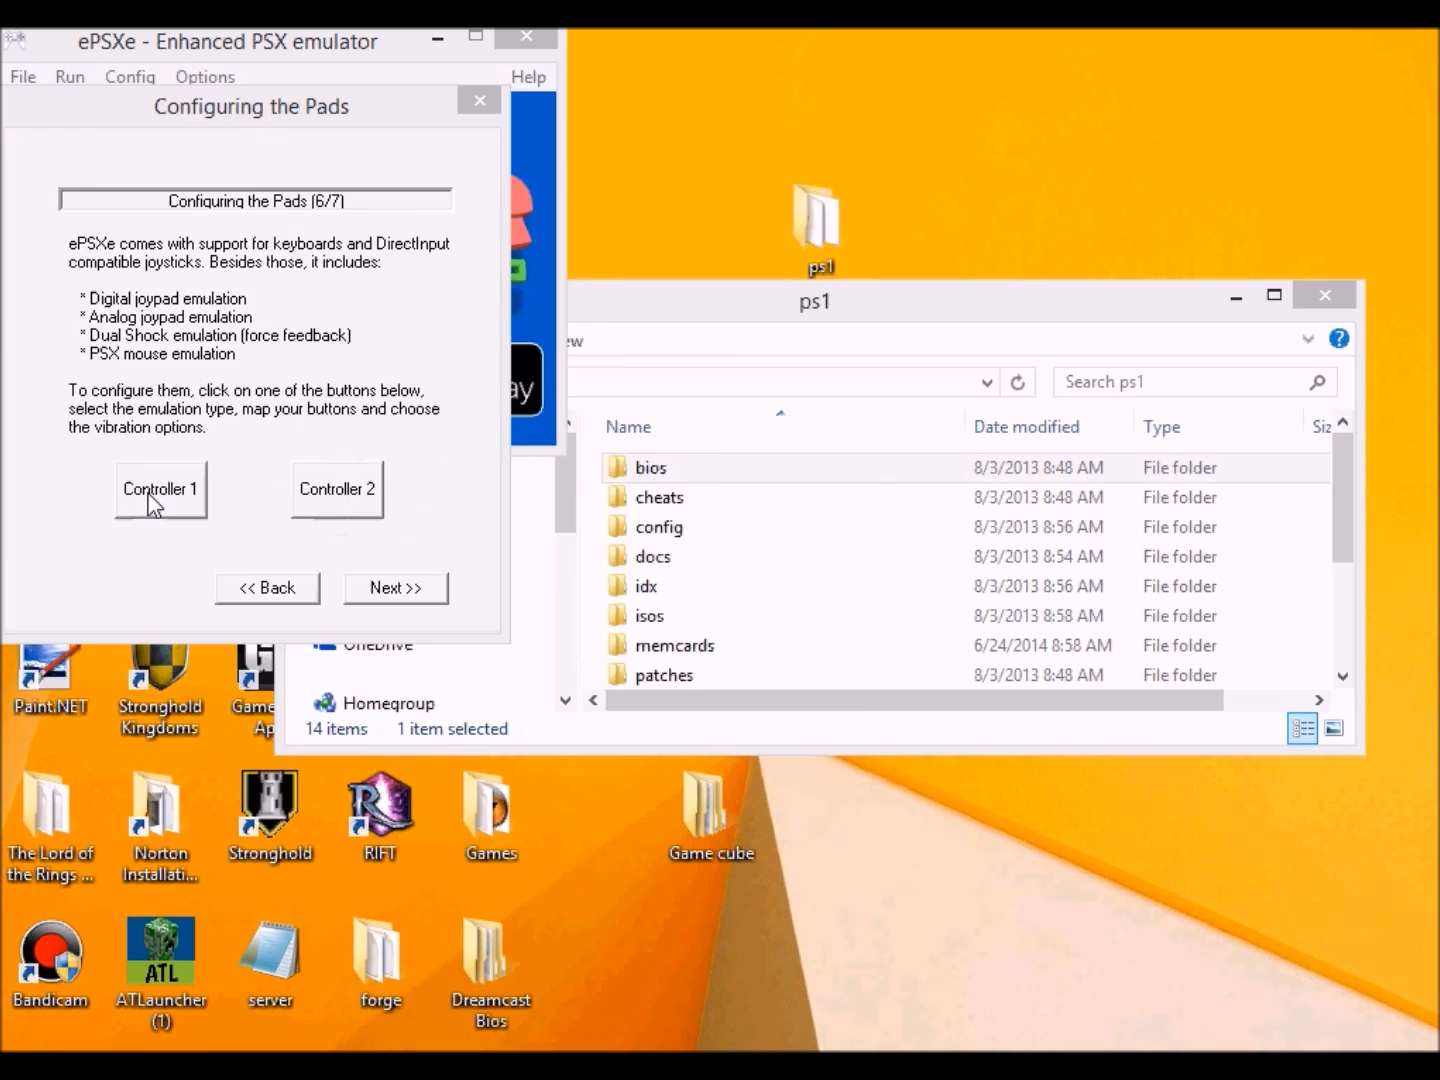 ePSXe - Enhanced PSX emulator
File Run Config Options Help
Configuring the Pads
Configuring the Pads (6/7)
ePSXe comes with support for keyboards and DirectInput
compatible joysticks. Besides those, it includes:
* Digital joypad emulation
* Analog joypad emulation
* Dual Shock emulation (force feedback)
* PSX mouse emulation
To configure them, click on one of the buttons below,
select the emulation type, map your buttons and choose
the vibration options.
Controller 1
Controller 2
<< Back
Next >>
ps1
ps1
Search ps1
Name Date modified Type
bios 8/3/2013 8:48 AM File folder
cheats 8/3/2013 8:48 AM File folder
config 8/3/2013 8:56 AM File folder
docs 8/3/2013 8:54 AM File folder
idx 8/3/2013 8:56 AM File folder
isos 8/3/2013 8:58 AM File folder
memcards 6/24/2014 8:58 AM File folder
patches 8/3/2013 8:48 AM File folder
OneDrive
Homegroup
14 items 1 item selected
Paint.NET
Stronghold
Kingdoms
The Lord of
the Rings ...
Norton
Installati...
Stronghold
RIFT
Games
Game cube
Bandicam
ATL
ATLauncher
(1)
server
forge
Dreamcast
Bios